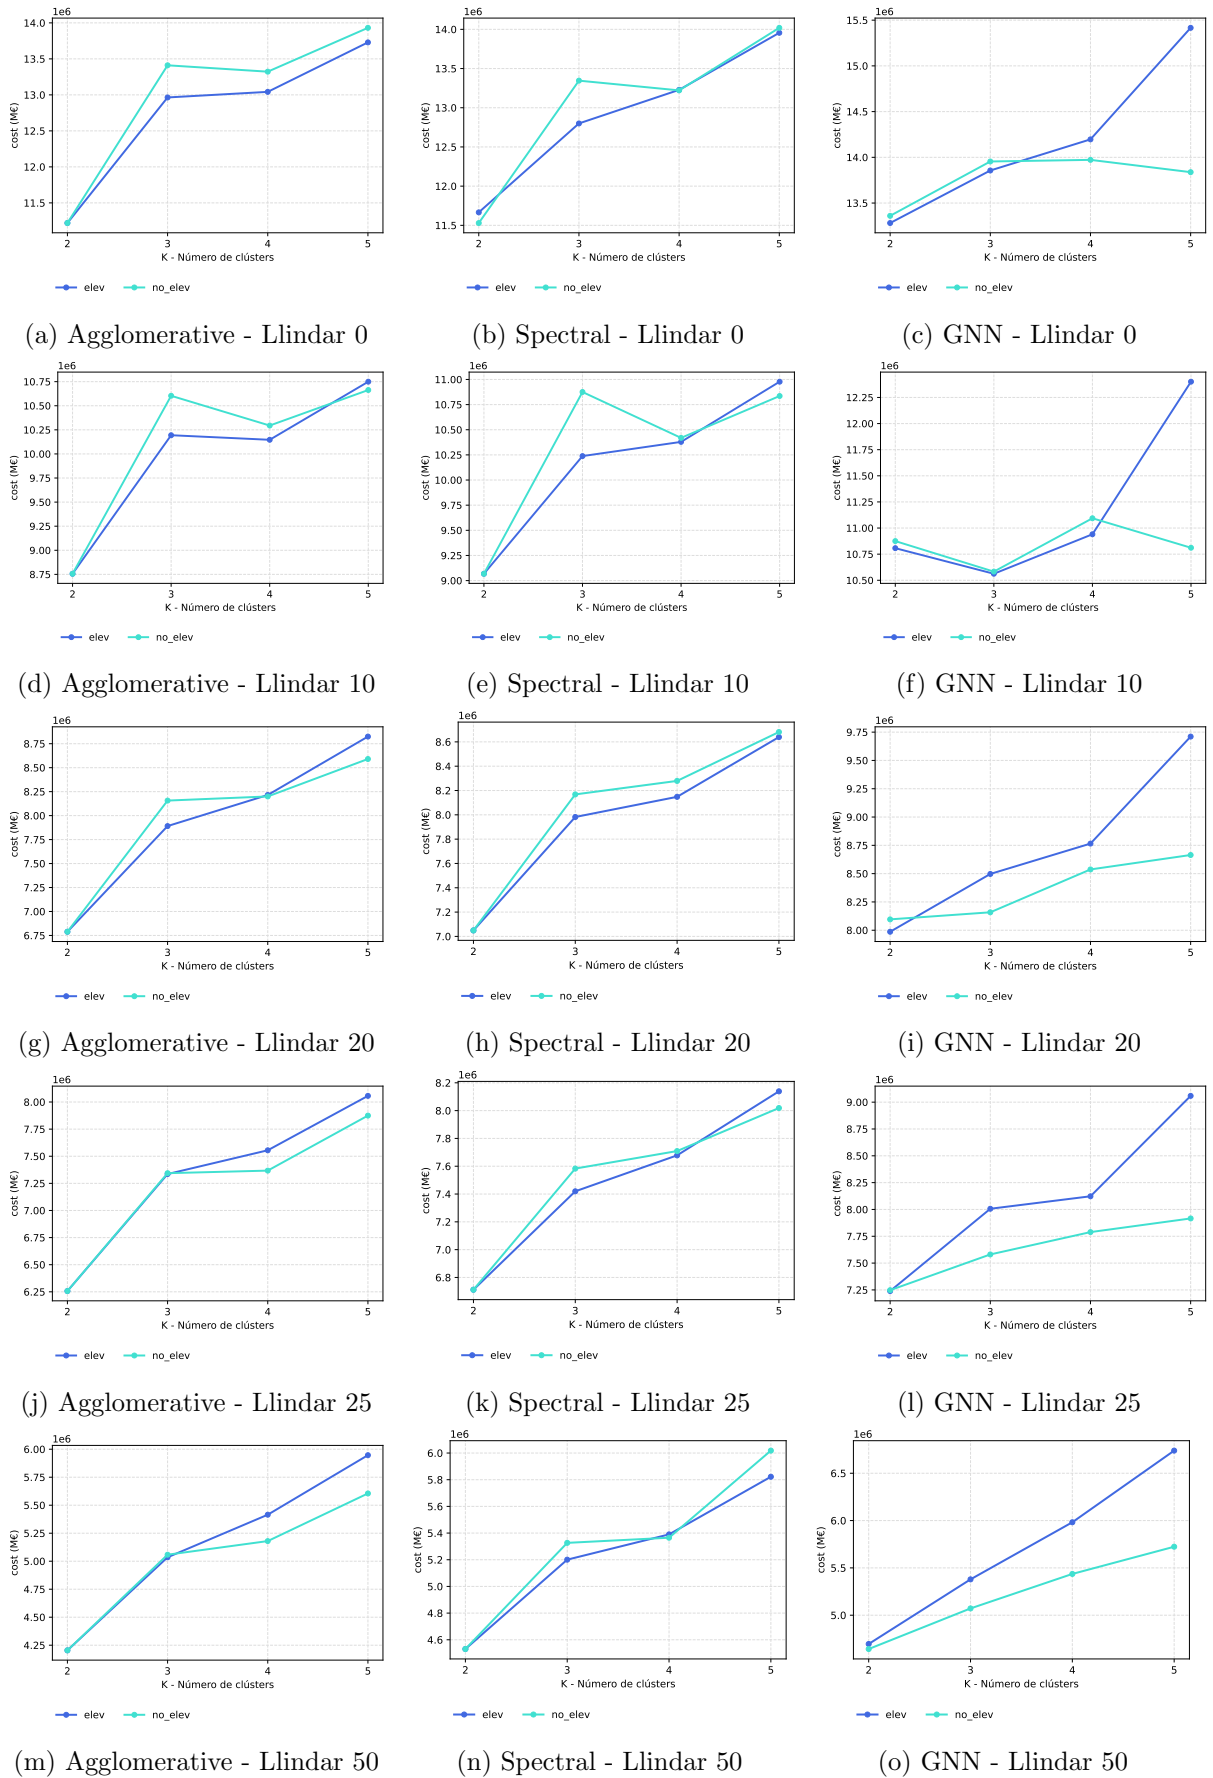 1e6
14.0
13.5
13.0
12.5
12.0
11.5
cost (M€)
2 3 4 5
K - Número de clústers
elev no_elev
(a) Agglomerative - Llindar 0
1e6
14.0
13.5
13.0
12.5
12.0
11.5
cost (M€)
2 3 4 5
K - Número de clústers
elev no_elev
(b) Spectral - Llindar 0
1e6
15.5
15.0
14.5
14.0
13.5
cost (M€)
2 3 4 5
K - Número de clústers
elev no_elev
(c) GNN - Llindar 0
1e6
10.75
10.50
10.25
10.00
9.75
9.50
9.25
9.00
8.75
cost (M€)
2 3 4 5
K - Número de clústers
elev no_elev
(d) Agglomerative - Llindar 10
1e6
11.00
10.75
10.50
10.25
10.00
9.75
9.50
9.25
9.00
cost (M€)
2 3 4 5
K - Número de clústers
elev no_elev
(e) Spectral - Llindar 10
1e6
12.25
12.00
11.75
11.50
11.25
11.00
10.75
10.50
cost (M€)
2 3 4 5
K - Número de clústers
elev no_elev
(f) GNN - Llindar 10
1e6
8.75
8.50
8.25
8.00
7.75
7.50
7.25
7.00
6.75
cost (M€)
2 3 4 5
K - Número de clústers
elev no_elev
(g) Agglomerative - Llindar 20
1e6
8.6
8.4
8.2
8.0
7.8
7.6
7.4
7.2
7.0
cost (M€)
2 3 4 5
K - Número de clústers
elev no_elev
(h) Spectral - Llindar 20
1e6
9.75
9.50
9.25
9.00
8.75
8.50
8.25
8.00
cost (M€)
2 3 4 5
K - Número de clústers
elev no_elev
(i) GNN - Llindar 20
1e6
8.00
7.75
7.50
7.25
7.00
6.75
6.50
6.25
cost (M€)
2 3 4 5
K - Número de clústers
elev no_elev
(j) Agglomerative - Llindar 25
1e6
8.2
8.0
7.8
7.6
7.4
7.2
7.0
6.8
cost (M€)
2 3 4 5
K - Número de clústers
elev no_elev
(k) Spectral - Llindar 25
1e6
9.00
8.75
8.50
8.25
8.00
7.75
7.50
7.25
cost (M€)
2 3 4 5
K - Número de clústers
elev no_elev
(l) GNN - Llindar 25
1e6
6.00
5.75
5.50
5.25
5.00
4.75
4.50
4.25
cost (M€)
2 3 4 5
K - Número de clústers
elev no_elev
(m) Agglomerative - Llindar 50
1e6
6.0
5.8
5.6
5.4
5.2
5.0
4.8
4.6
cost (M€)
2 3 4 5
K - Número de clústers
elev no_elev
(n) Spectral - Llindar 50
1e6
6.5
6.0
5.5
5.0
cost (M€)
2 3 4 5
K - Número de clústers
elev no_elev
(o) GNN - Llindar 50